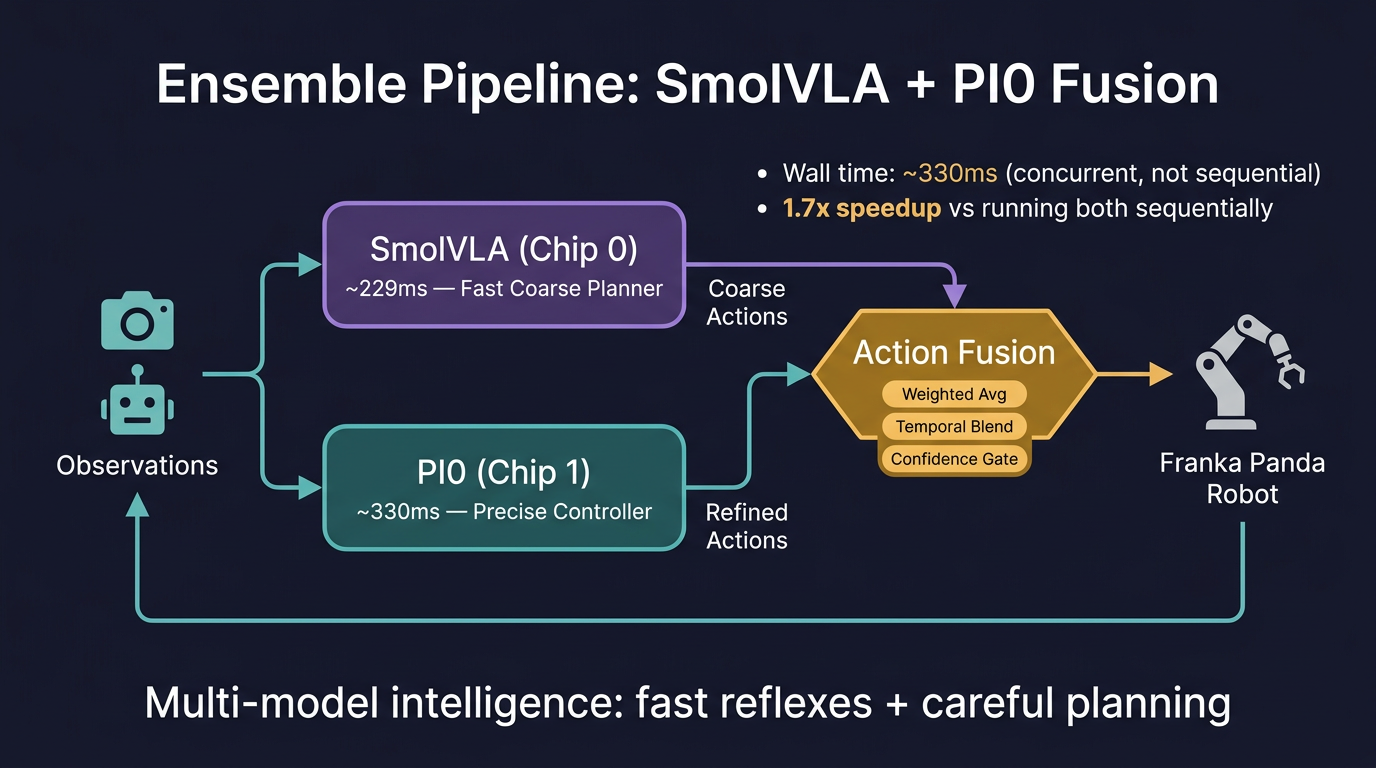 Ensemble Pipeline: SmolVLA + PI0 Fusion
• Wall time: ~330ms (concurrent, not sequential)
• 1.7x speedup vs running both sequentially
SmolVLA (Chip 0)
~229ms — Fast Coarse Planner
Coarse
Actions
Observations
PI0 (Chip 1)
~330ms — Precise Controller
Refined
Actions
Action Fusion
Weighted Avg
Temporal Blend
Confidence Gate
Franka Panda
Robot
Multi-model intelligence: fast reflexes + careful planning